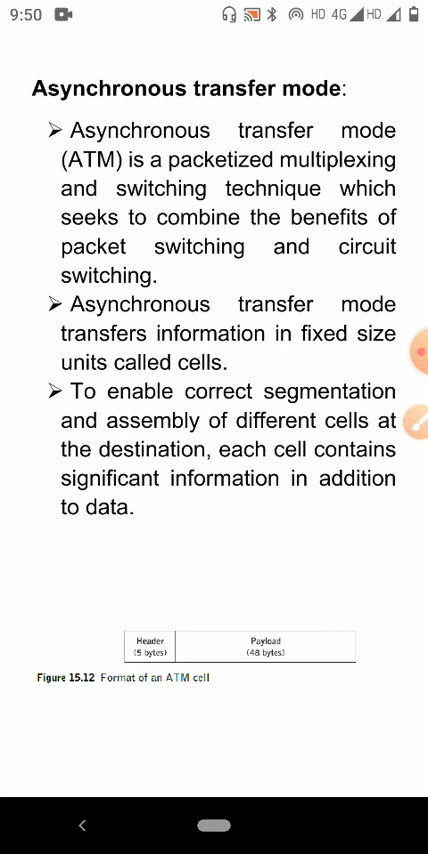 9:50 HD 4G HD
Asynchronous transfer mode:
➢ Asynchronous transfer mode
(ATM) is a packetized multiplexing
and switching technique which
seeks to combine the benefits of
packet switching and circuit
switching.
➢ Asynchronous transfer mode
transfers information in fixed size
units called cells.
➢ To enable correct segmentation
and assembly of different cells at
the destination, each cell contains
significant information in addition
to data.
Header Payload
(5 bytes) (48 bytes)
Figure 15.12 Format of an ATM cell